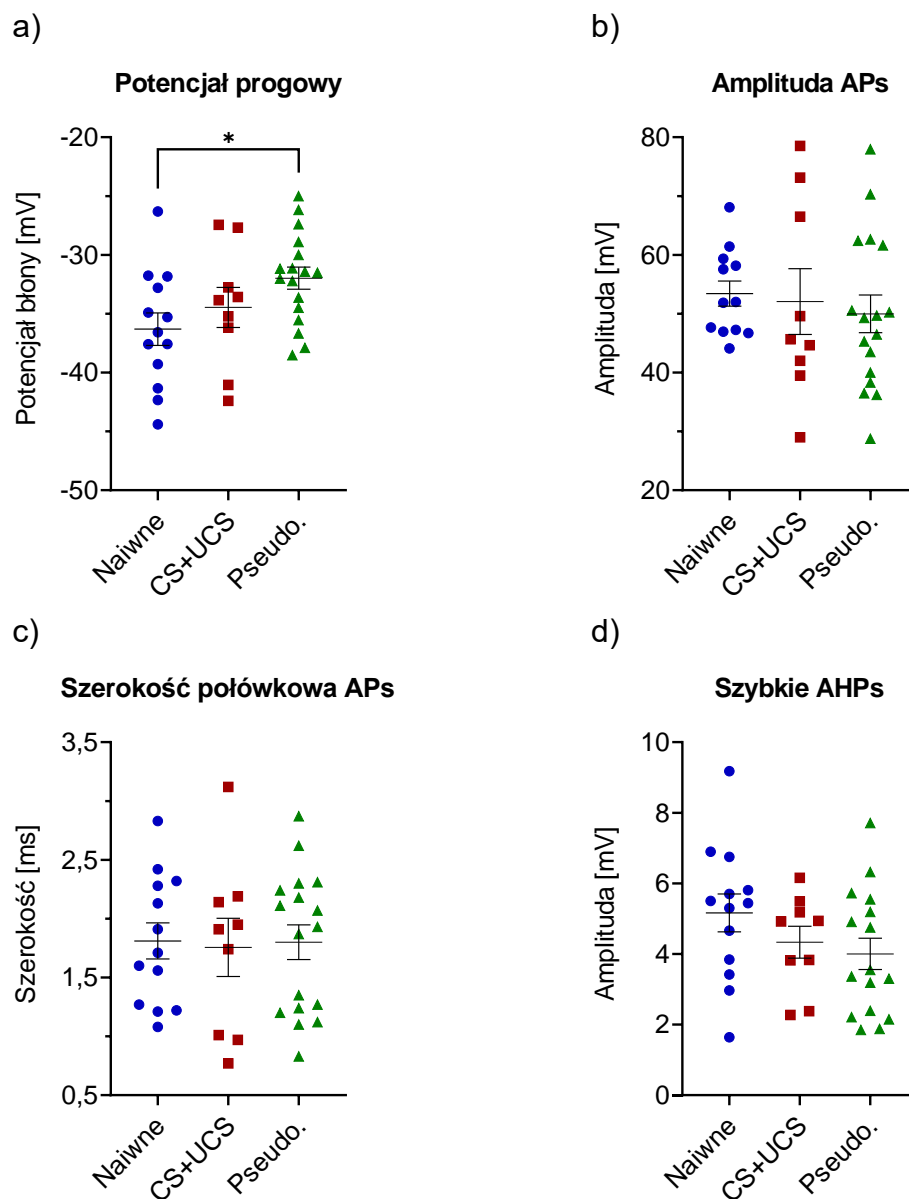 a)
Potencjał progowy
*
-20
-30
-40
-50
Potencjał błony [mV]
Naiwne
CS+UCS
Pseudo.
b)
Amplituda APs
80
60
40
20
Amplituda [mV]
Naiwne
CS+UCS
Pseudo.
c)
Szerokość połówkowa APs
3,5
2,5
1,5
0,5
Szerokość [ms]
Naiwne
CS+UCS
Pseudo.
d)
Szybkie AHPs
10
8
6
4
2
0
Amplituda [mV]
Naiwne
CS+UCS
Pseudo.